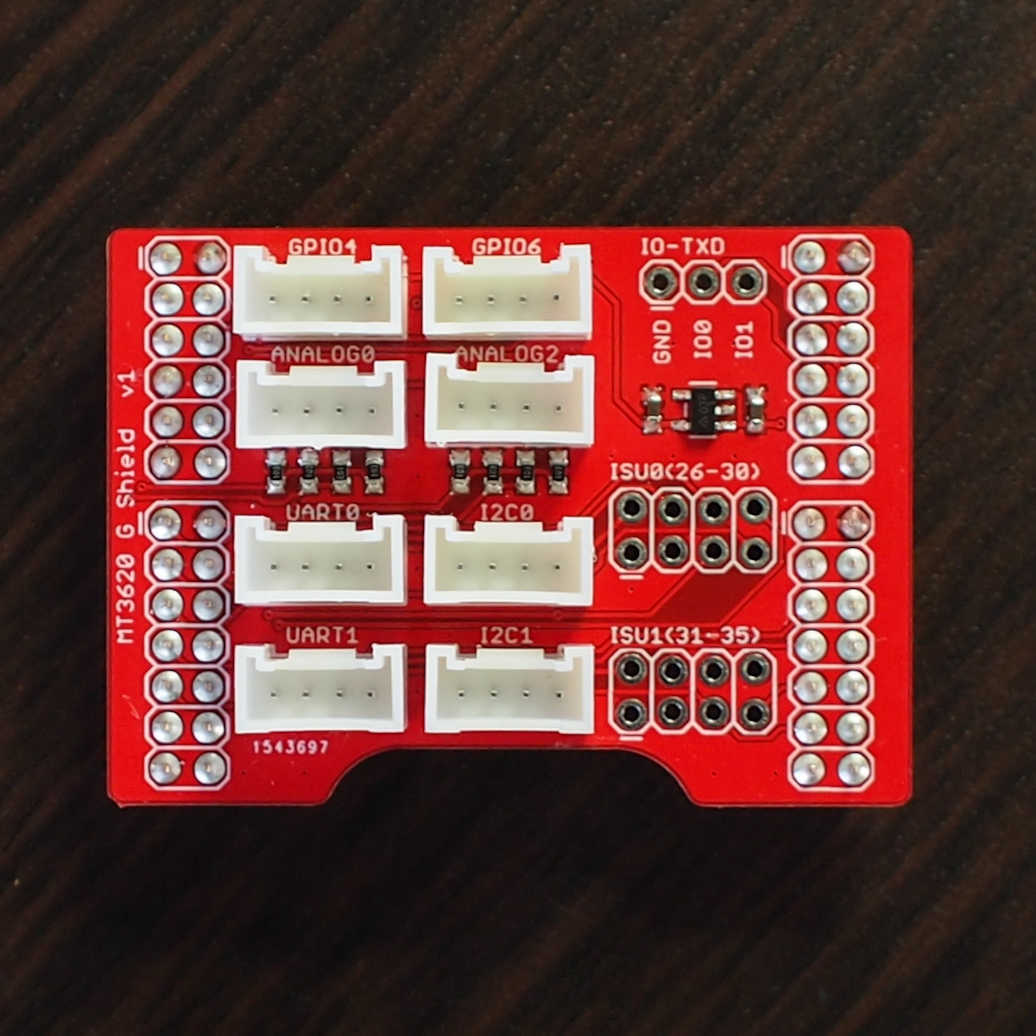 GPIO4
GPIO6
IO-TXD
GND
IO0
IO1
ANALOG0
ANALOG2
ISU0(26-30)
UART0
I2C0
ISU1(31-35)
UART1
I2C1
1543697
MT3620 G Shield v1